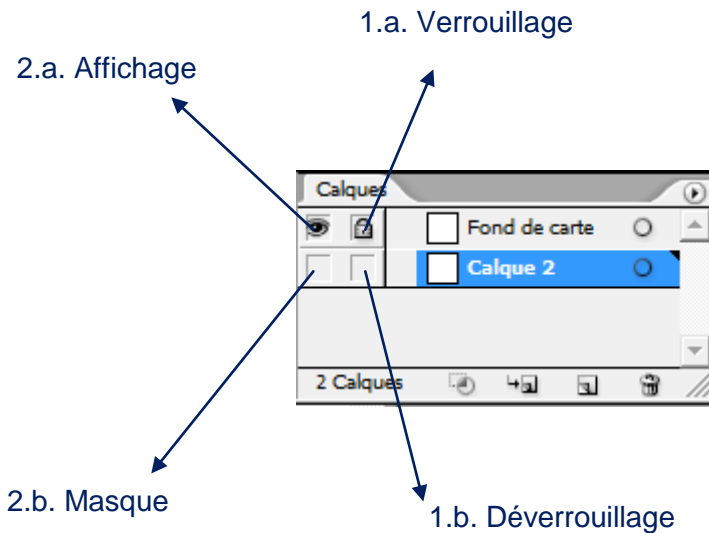 1.a. Verrouillage
2.a. Affichage
Calques
Fond de carte
Calque 2
2 Calques
2.b. Masque
1.b. Déverrouillage